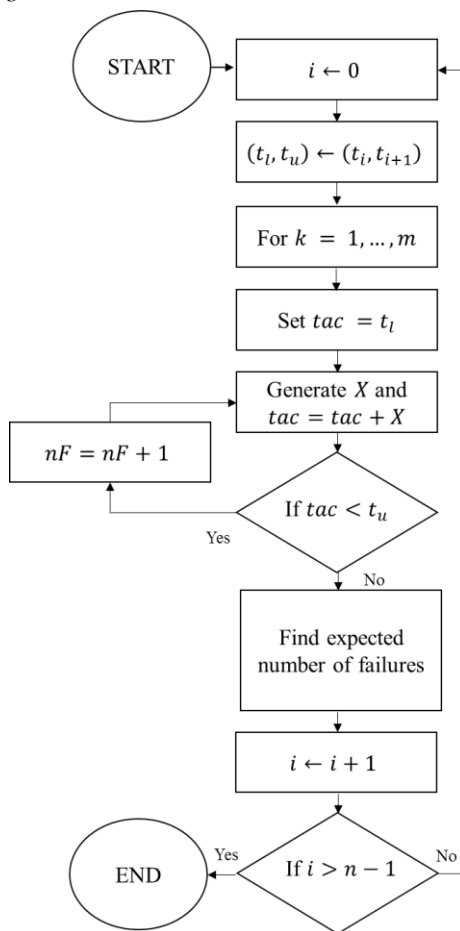 START
i ← 0
(t_l, t_u) ← (t_i, t_{i+1})
For k = 1, … , m
Set tac = t_l
Generate X and
tac = tac + X
nF = nF + 1
If tac < t_u
Yes
No
Find expected
number of failures
i ← i + 1
Yes
No
If i > n − 1
END